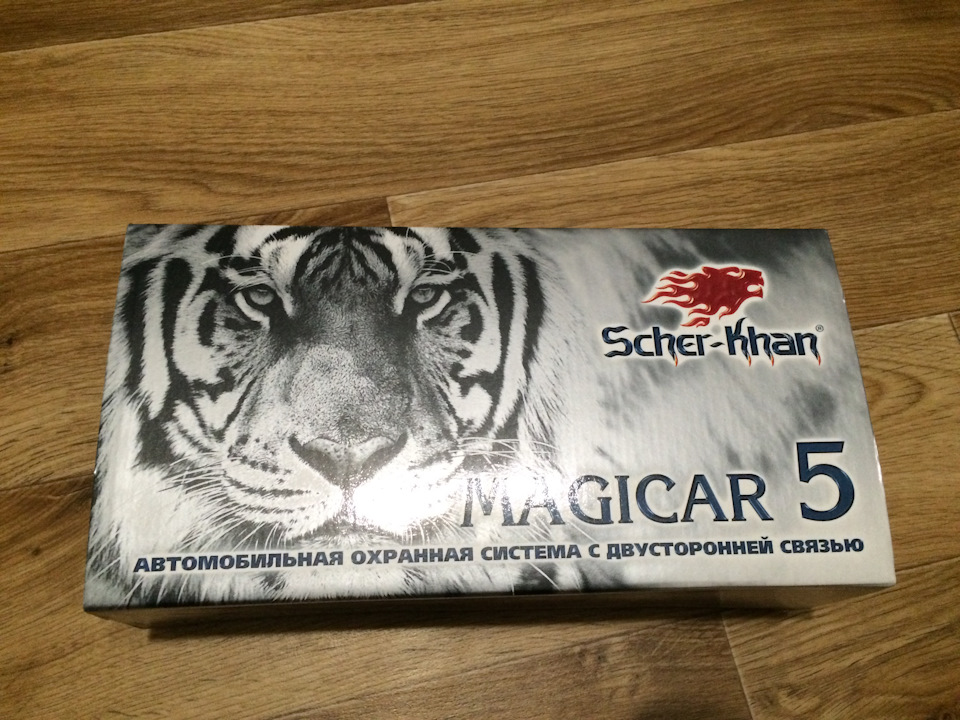 Scher-Khan®
MAGICAR 5
АВТОМОБИЛЬНАЯ ОХРАННАЯ СИСТЕМА С ДВУСТОРОННЕЙ СВЯЗЬЮ